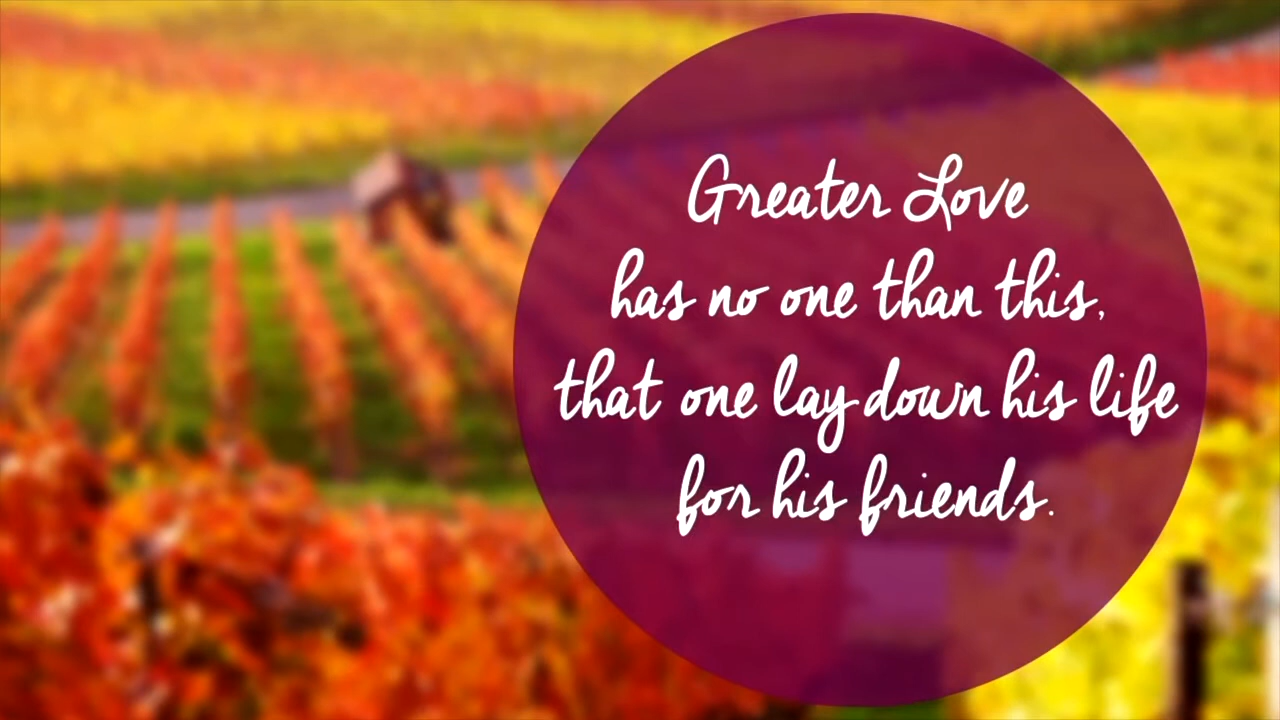 Greater Love
has no one than this,
that one lay down his life
for his friends.